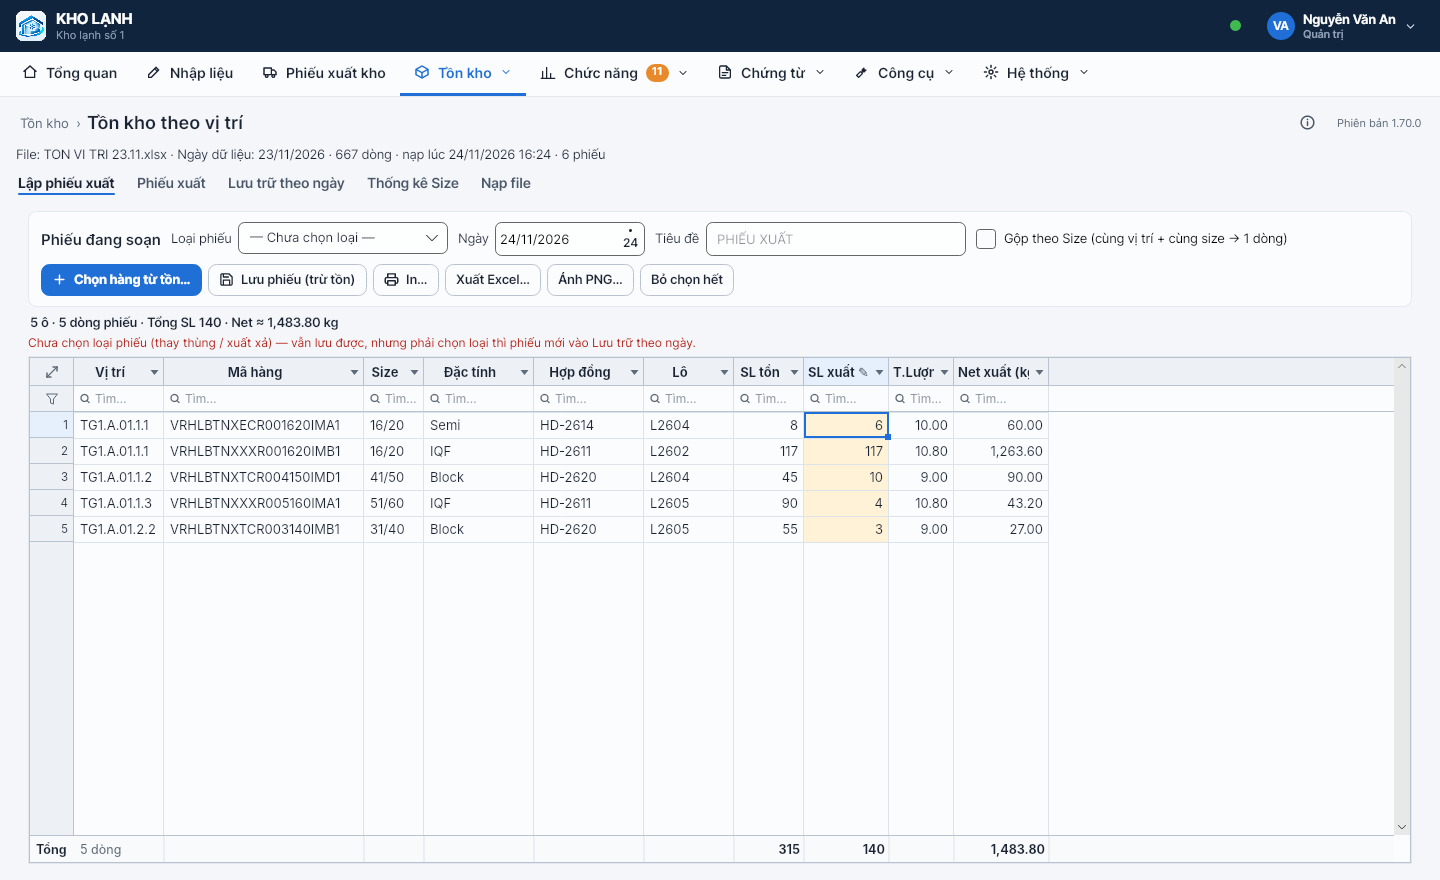 KHO LẠNH
Kho lạnh số 1
VA
Nguyễn Văn An
Quản trị
Tổng quan
Nhập liệu
Phiếu xuất kho
Tồn kho
Chức năng 11
Chứng từ
Công cụ
Hệ thống
Tồn kho › Tồn kho theo vị trí
Phiên bản 1.70.0
File: TON VI TRI 23.11.xlsx · Ngày dữ liệu: 23/11/2026 · 667 dòng · nạp lúc 24/11/2026 16:24 · 6 phiếu
Lập phiếu xuất
Phiếu xuất
Lưu trữ theo ngày
Thống kê Size
Nạp file
Phiếu đang soạn
Loại phiếu
— Chưa chọn loại —
Ngày
24/11/2026
24
Tiêu đề
PHIẾU XUẤT
Gộp theo Size (cùng vị trí + cùng size → 1 dòng)
Chọn hàng từ tồn...
Lưu phiếu (trừ tồn)
In...
Xuất Excel...
Ảnh PNG...
Bỏ chọn hết
5 ô · 5 dòng phiếu · Tổng SL 140 · Net ≈ 1,483.80 kg
Chưa chọn loại phiếu (thay thùng / xuất xả) — vẫn lưu được, nhưng phải chọn loại thì phiếu mới vào Lưu trữ theo ngày.
Vị trí Mã hàng Size Đặc tính Hợp đồng Lô SL tồn SL xuất ✎ T.Lượn Net xuất (kg
Tìm... Tìm... Tìm... Tìm... Tìm... Tìm... Tìm... Tìm... Tìm... Tìm...
1 TG1.A.01.1.1 VRHLBTNXECR001620IMA1 16/20 Semi HD-2614 L2604 8 6 10.00 60.00
2 TG1.A.01.1.1 VRHLBTNXXXR001620IMB1 16/20 IQF HD-2611 L2602 117 117 10.80 1,263.60
3 TG1.A.01.1.2 VRHLBTNXTCR004150IMD1 41/50 Block HD-2620 L2604 45 10 9.00 90.00
4 TG1.A.01.1.3 VRHLBTNXXXR005160IMA1 51/60 IQF HD-2611 L2605 90 4 10.80 43.20
5 TG1.A.01.2.2 VRHLBTNXTCR003140IMB1 31/40 Block HD-2620 L2605 55 3 9.00 27.00
Tổng 5 dòng 315 140 1,483.80